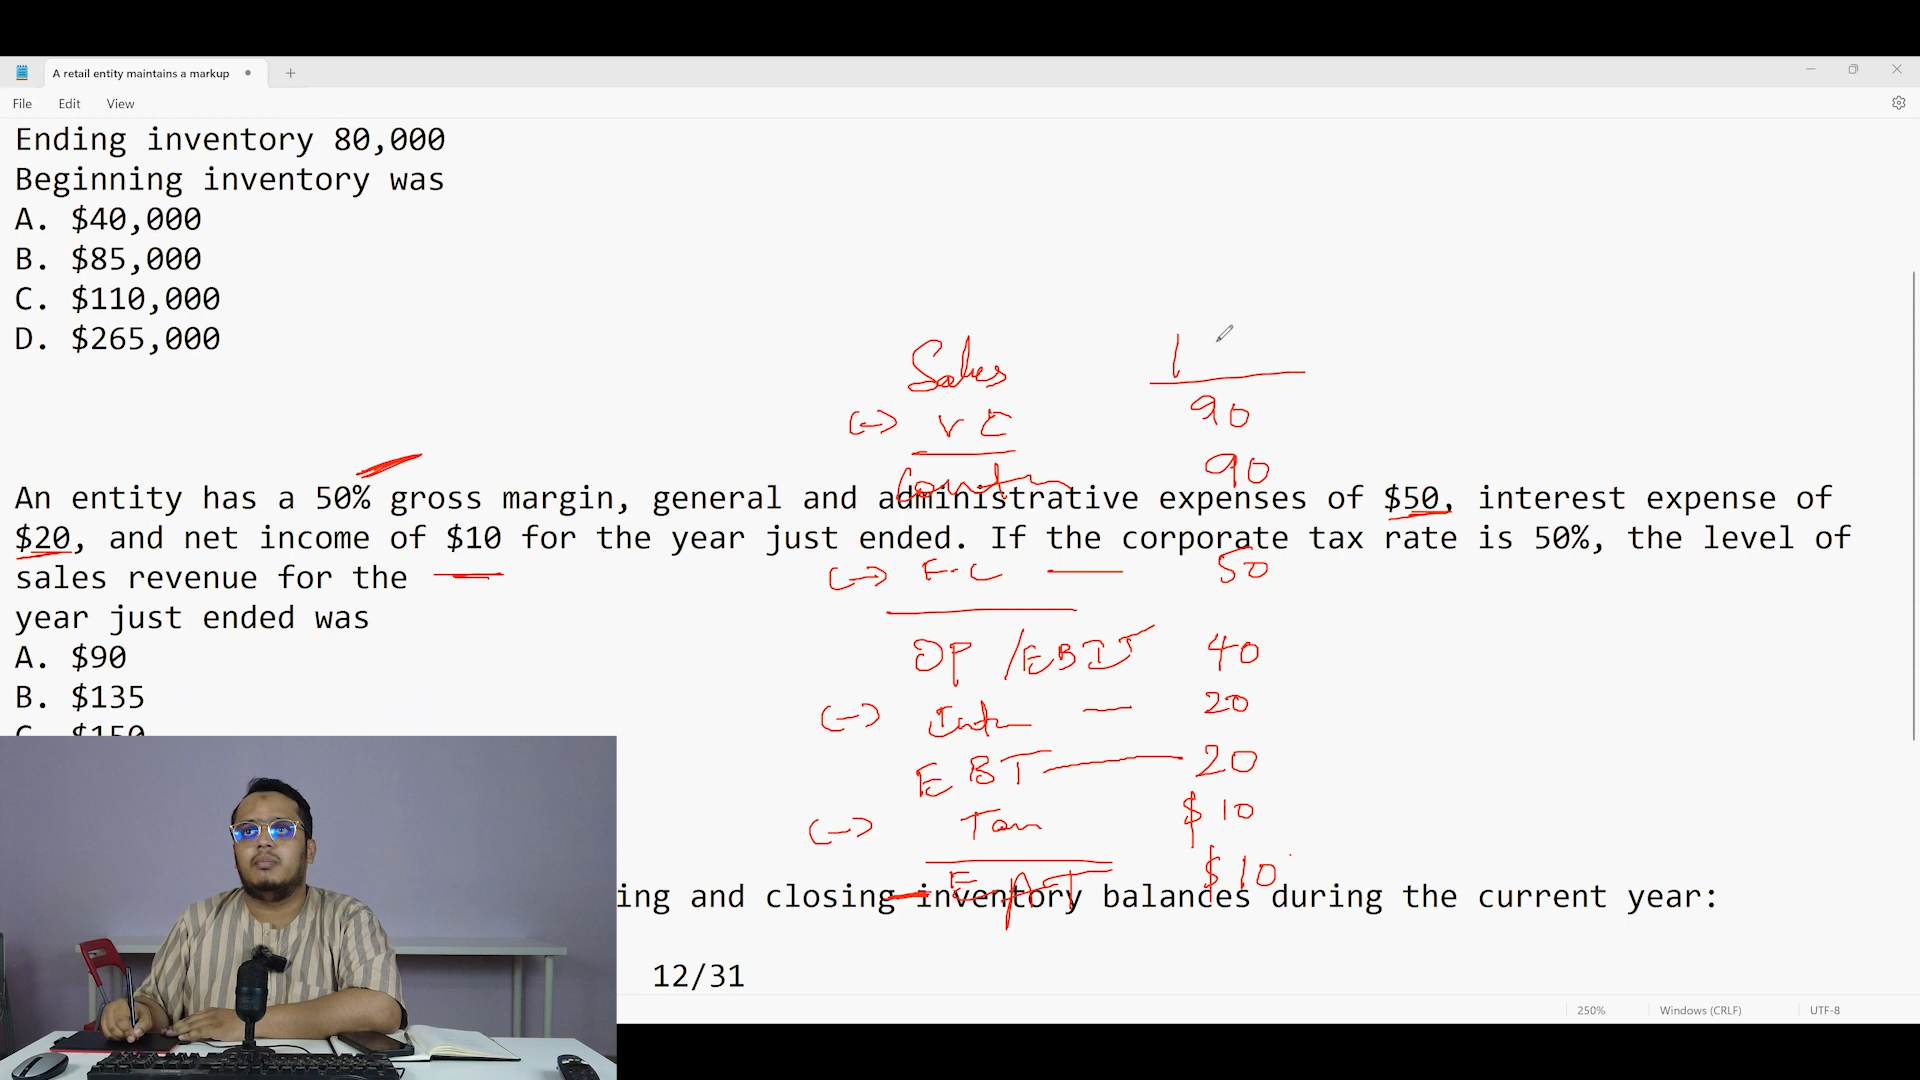 A retail entity maintains a markup
File Edit View
Ending inventory 80,000
Beginning inventory was
A. $40,000
B. $85,000
C. $110,000
D. $265,000
Sales 1
(-) VC 90
90
An entity has a 50% gross margin, general and administrative expenses of $50, interest expense of
$20, and net income of $10 for the year just ended. If the corporate tax rate is 50%, the level of
sales revenue for the
(-) F.C 50
year just ended was
A. $90
OP /EBIT 40
B. $135
(-) 20
C. $150
EBT 20
(-) Tax $10
$10
ing and closing inventory balances during the current year:
12/31
250% Windows (CRLF) UTF-8